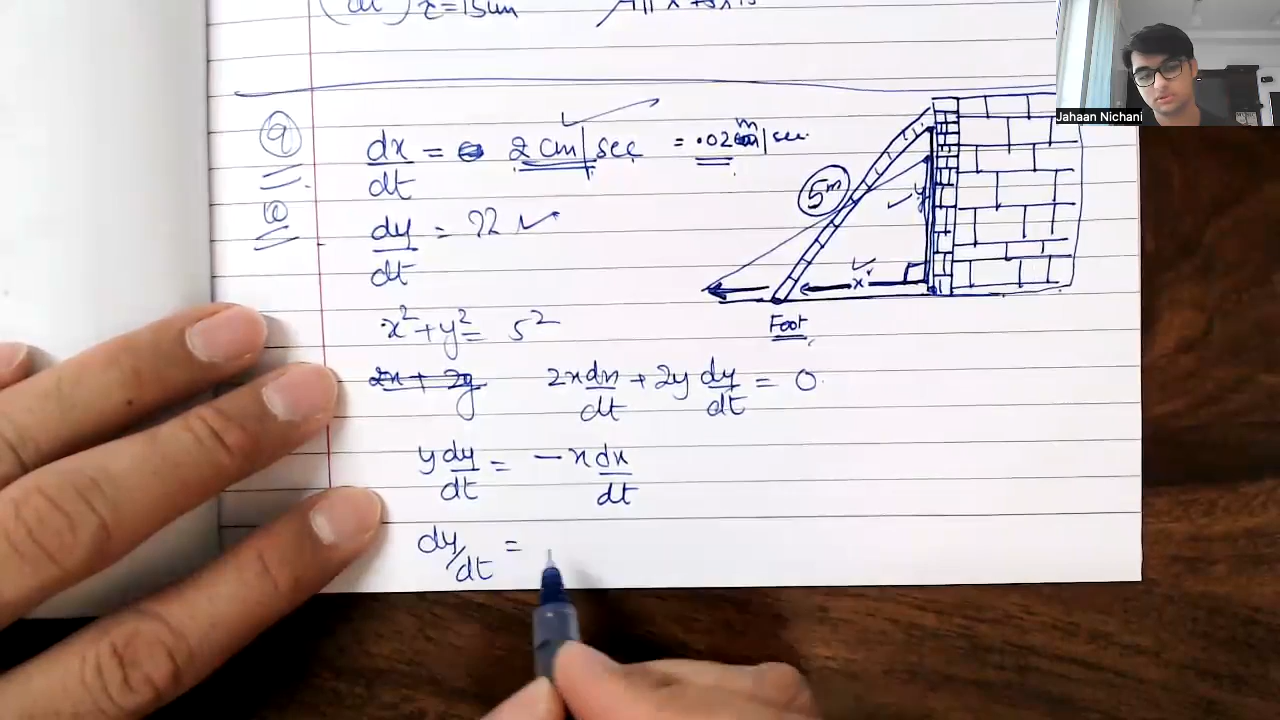 z=15cm
Jahaan Nichani
9 dx/dt = 2 cm/sec = .02 m/sec.
10 dy/dt = ?? ✓
5m
y
x
Foot
x²+y² = 5²
2x + 2y 2x dx/dt + 2y dy/dt = 0.
y dy/dt = -x dx/dt
dy/dt =